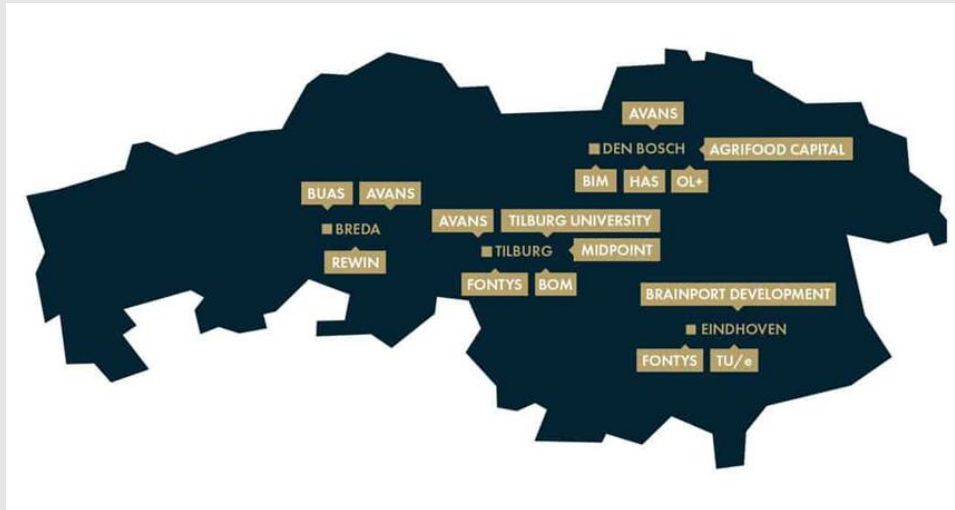 AVANS
DEN BOSCH
AGRIFOOD CAPITAL
BIM
HAS
OL+
BUAS
AVANS
BREDA
REWIN
AVANS
TILBURG UNIVERSITY
TILBURG
MIDPOINT
FONTYS
BOM
BRAINPORT DEVELOPMENT
EINDHOVEN
FONTYS
TU/e